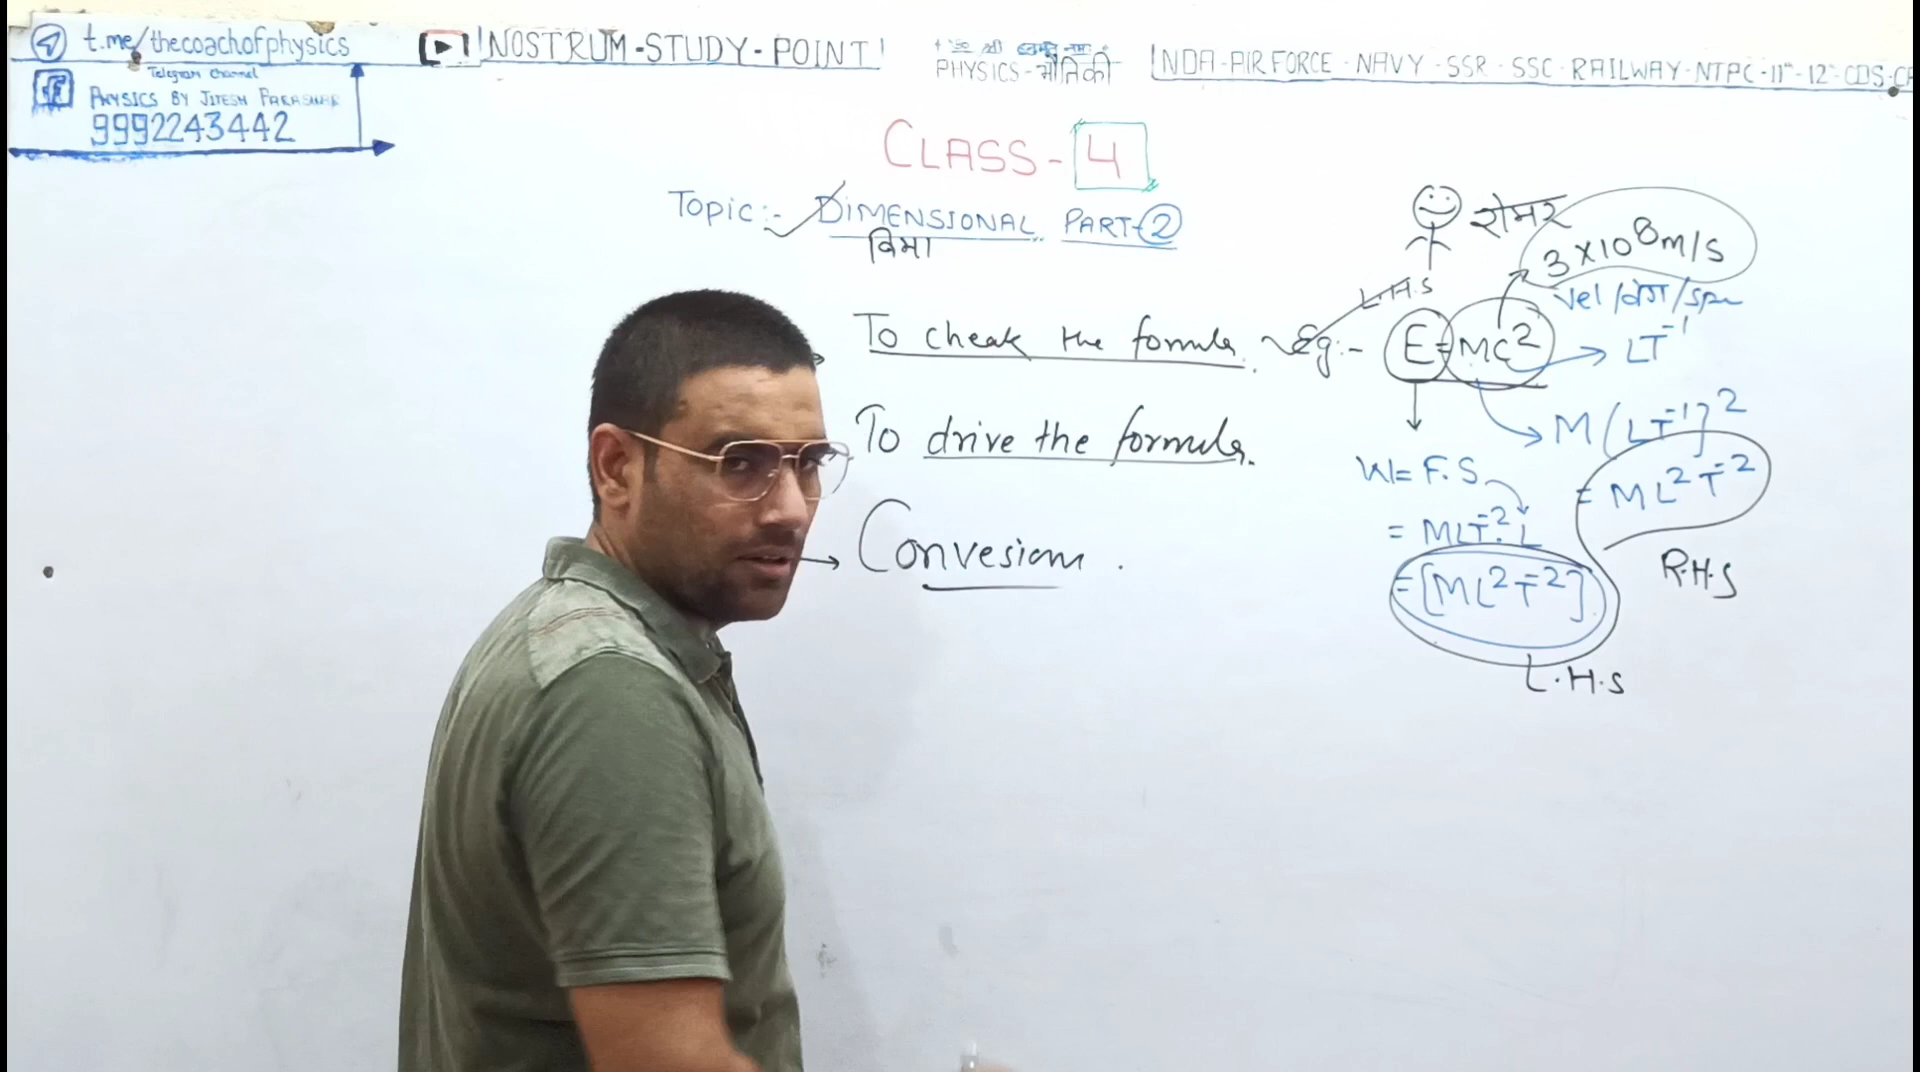 t.me/thecoachofphysics
Telegram Channel
PHYSICS BY JITESH PARASHAR
9992243442
NOSTRUM-STUDY-POINT
PHYSICS-भौतिकी
NDA-AIR FORCE-NAVY-SSR-SSC-RAILWAY-NTPC-11th-12th-CDS-
CLASS-4
Topic:- DIMENSIONAL PART-2
विमा
To cheak the formula. Eg:- E=MC²
L.H.S
रोमर
3×10⁸m/s
Vel/वेग/
LT⁻¹
M(LT⁻¹)²
= ML²T⁻²
R.H.S
To drive the formula.
W=F.S
= MLT⁻².L
=[ML²T⁻²]
L.H.S
Convesion.